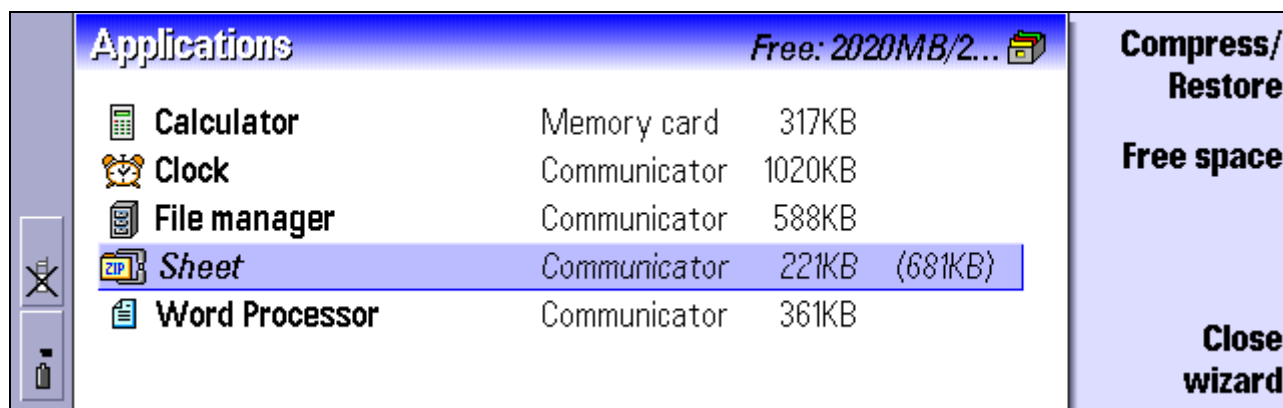 Applications Free: 2020MB/2...
Calculator Memory card 317KB
Clock Communicator 1020KB
File manager Communicator 588KB
ZIP Sheet Communicator 221KB (681KB)
Word Processor Communicator 361KB
Compress/
Restore
Free space
Close
wizard